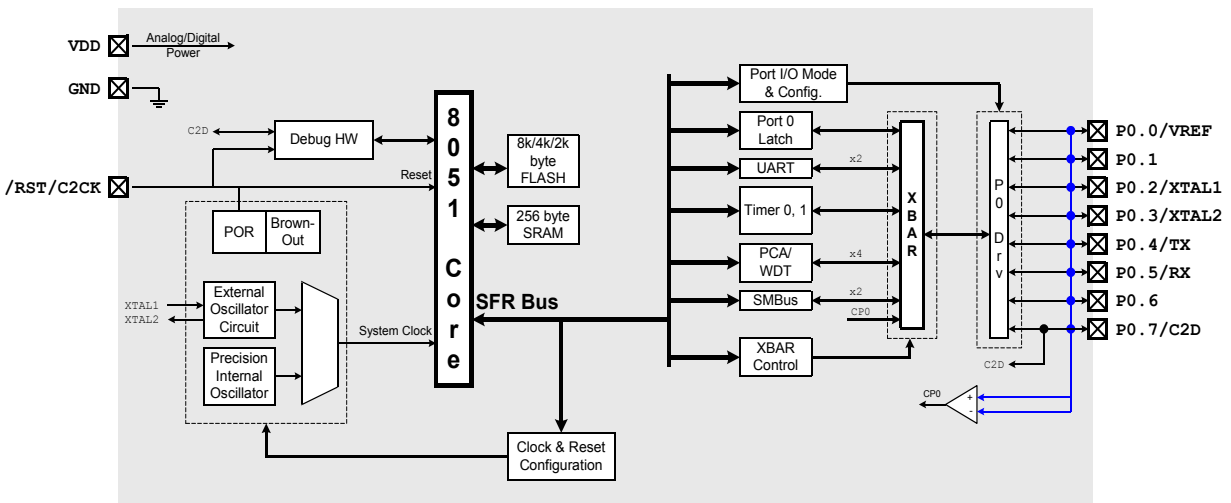 VDD
Analog/Digital
Power
GND
C2D
Debug HW
/RST/C2CK
Reset
POR
Brown-
Out
XTAL1
XTAL2
External
Oscillator
Circuit
Precision
Internal
Oscillator
System Clock
8
0
5
1
C
o
r
e
8k/4k/2k
byte
FLASH
256 byte
SRAM
SFR Bus
Clock & Reset
Configuration
Port I/O Mode
& Config.
Port 0
Latch
UART
x2
Timer 0, 1
PCA/
WDT
x4
SMBus
x2
CP0
XBAR
Control
X
B
A
R
P
0
D
r
v
P0.0/VREF
P0.1
P0.2/XTAL1
P0.3/XTAL2
P0.4/TX
P0.5/RX
P0.6
P0.7/C2D
C2D
CP0
+
-